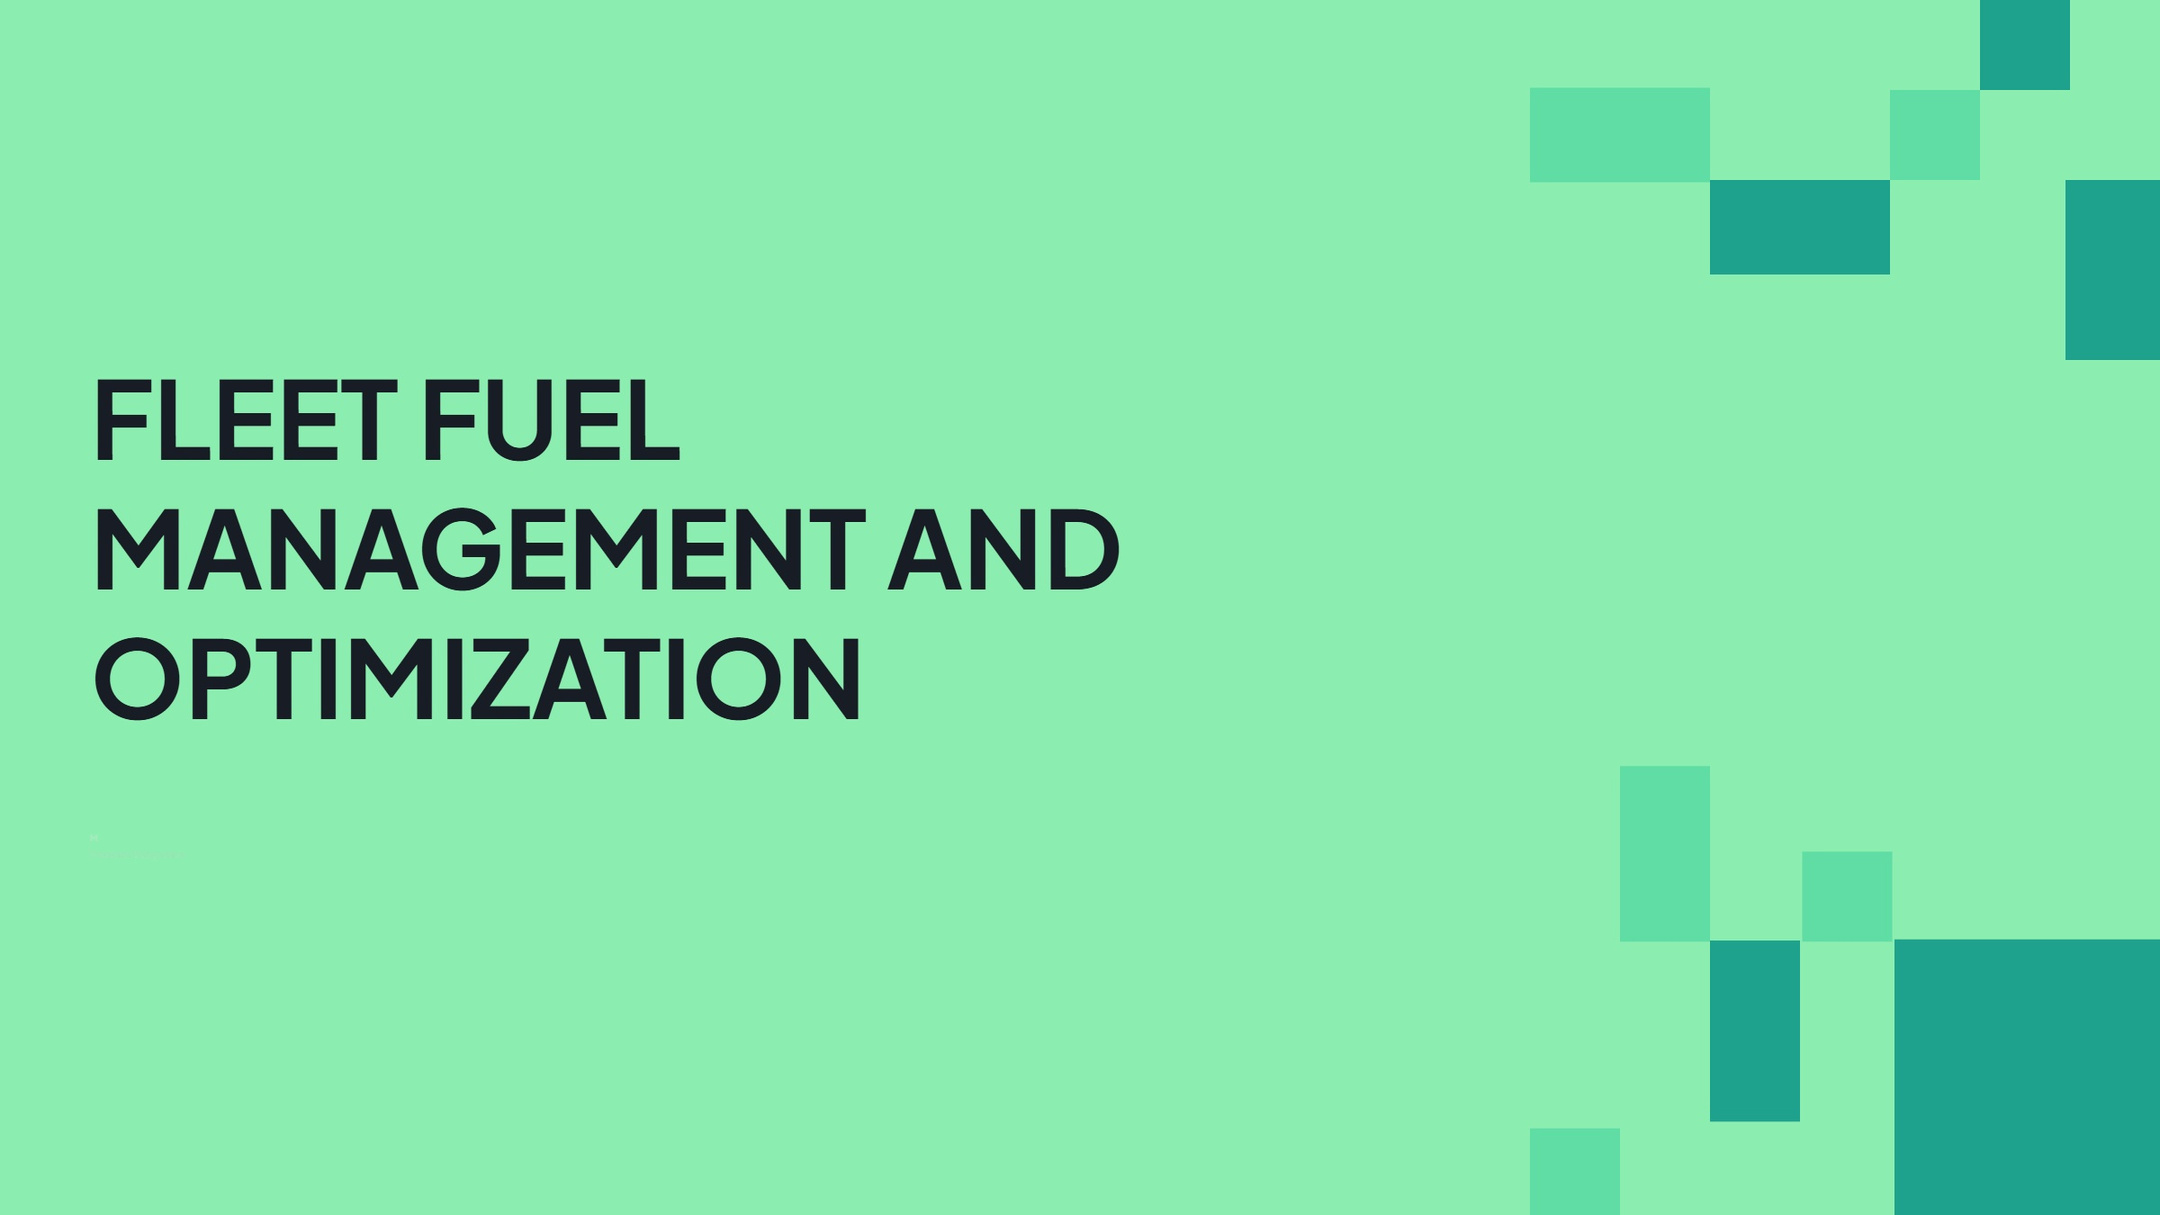 FLEET FUEL
MANAGEMENT AND
OPTIMIZATION